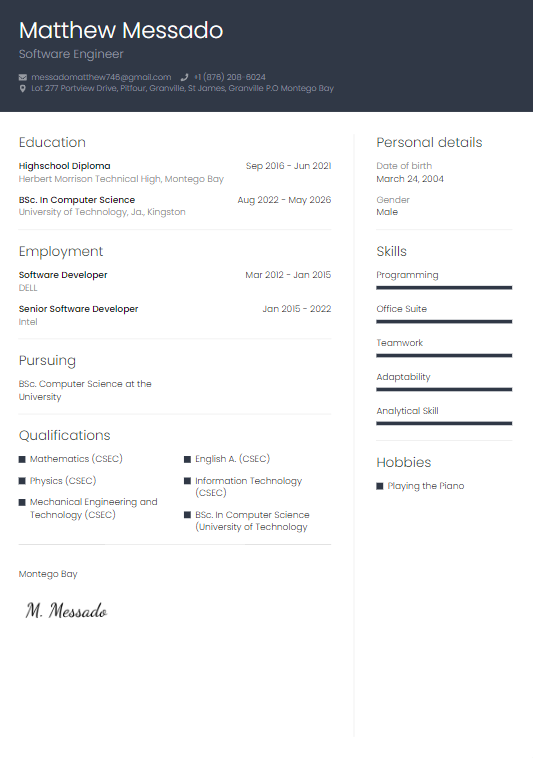 Matthew Messado
Software Engineer
messadomatthew746@gmail.com +1 (876) 208-6024
Lot 277 Portview Drive, Pitfour, Granville, St James, Granville P.O Montego Bay
Education
Highschool Diploma Sep 2016 - Jun 2021
Herbert Morrison Technical High, Montego Bay
BSc. In Computer Science Aug 2022 - May 2026
University of Technology, Ja., Kingston
Employment
Software Developer Mar 2012 - Jan 2015
DELL
Senior Software Developer Jan 2015 - 2022
Intel
Pursuing
BSc. Computer Science at the
University
Qualifications
Mathematics (CSEC)
English A. (CSEC)
Physics (CSEC)
Information Technology
(CSEC)
Mechanical Engineering and
Technology (CSEC)
BSc. In Computer Science
(University of Technology
Montego Bay
M. Messado
Personal details
Date of birth
March 24, 2004
Gender
Male
Skills
Programming
Office Suite
Teamwork
Adaptability
Analytical Skill
Hobbies
Playing the Piano